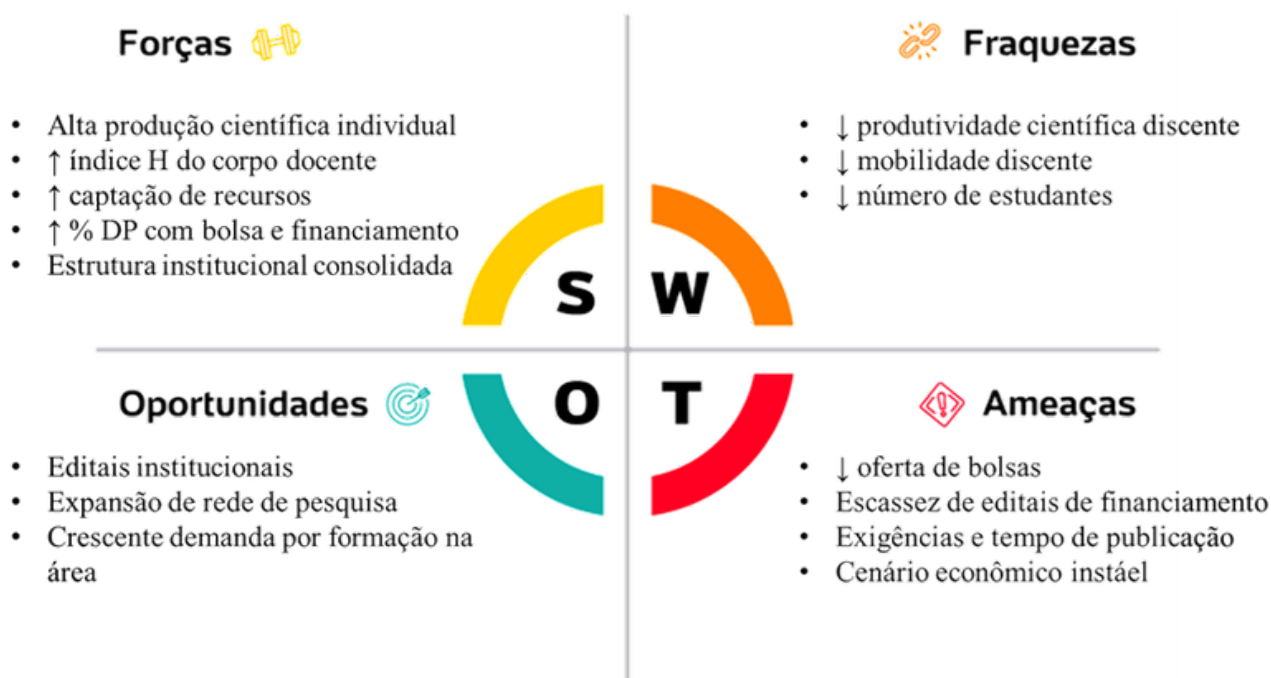 Forças
• Alta produção científica individual
• ↑ índice H do corpo docente
• ↑ captação de recursos
• ↑ % DP com bolsa e financiamento
• Estrutura institucional consolidada
Fraquezas
• ↓ produtividade científica discente
• ↓ mobilidade discente
• ↓ número de estudantes
S W
O T
Oportunidades
• Editais institucionais
• Expansão de rede de pesquisa
• Crescente demanda por formação na
área
Ameaças
• ↓ oferta de bolsas
• Escassez de editais de financiamento
• Exigências e tempo de publicação
• Cenário econômico instáel